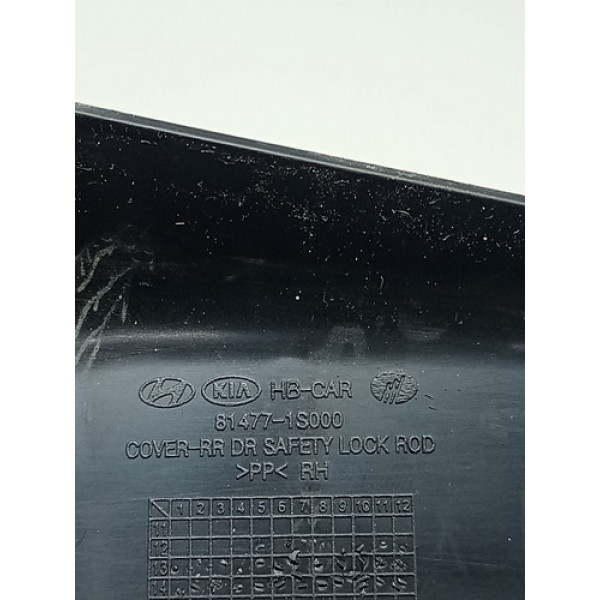 KIA HB-CAR
81477-1S000
COVER-RR DR SAFETY LOCK ROD
>PP< RH
1 2 3 4 5 6 7 8 9 10 11 12
11
12
13
14